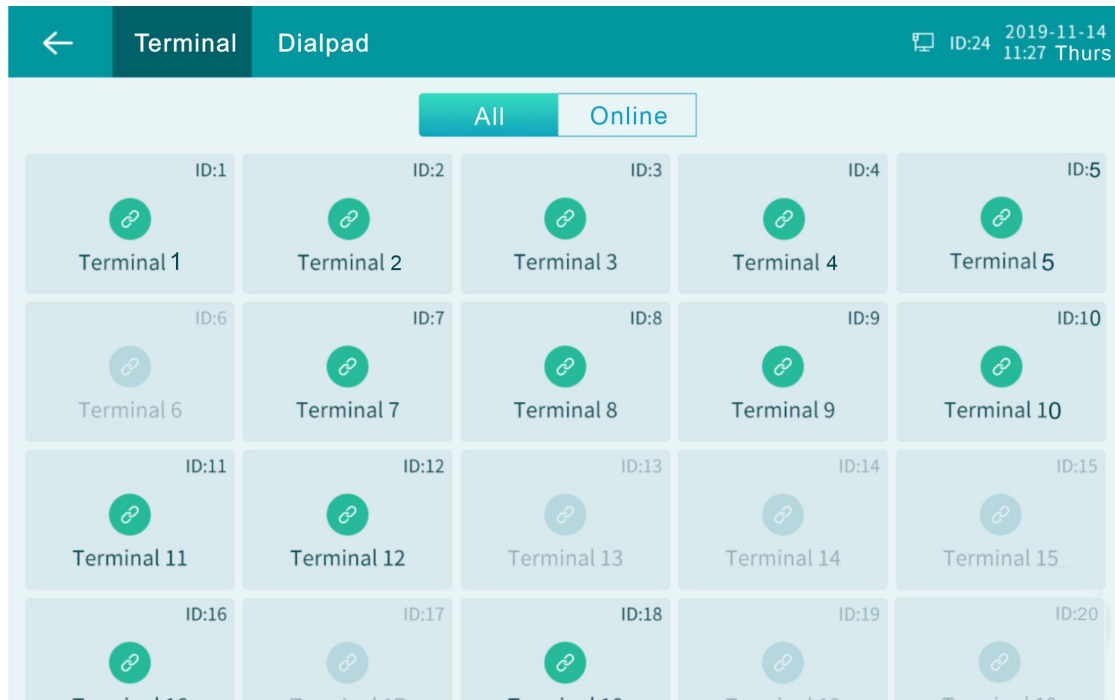 Terminal Dialpad ID:24 2019-11-14
11:27 Thurs
All Online
ID:1 ID:2 ID:3 ID:4 ID:5
Terminal 1 Terminal 2 Terminal 3 Terminal 4 Terminal 5
ID:6 ID:7 ID:8 ID:9 ID:10
Terminal 6 Terminal 7 Terminal 8 Terminal 9 Terminal 10
ID:11 ID:12 ID:13 ID:14 ID:15
Terminal 11 Terminal 12 Terminal 13 Terminal 14 Terminal 15
ID:16 ID:17 ID:18 ID:19 ID:20